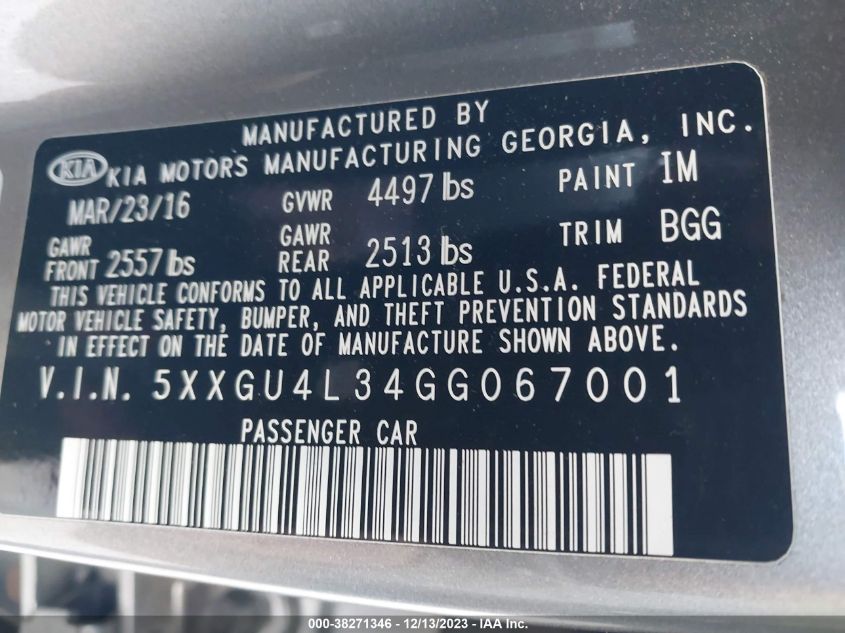 MANUFACTURED BY
KIA KIA MOTORS MANUFACTURING GEORGIA, INC.
MAR/23/16 GVWR 4497 lbs PAINT IM
GAWR FRONT 2557 lbs GAWR REAR 2513 lbs TRIM BGG
THIS VEHICLE CONFORMS TO ALL APPLICABLE U.S.A. FEDERAL
MOTOR VEHICLE SAFETY, BUMPER, AND THEFT PREVENTION STANDARDS
IN EFFECT ON THE DATE OF MANUFACTURE SHOWN ABOVE.
V.I.N. 5XXGU4L34GG067001
PASSENGER CAR
000-38271346 - 12/13/2023 - IAA Inc.